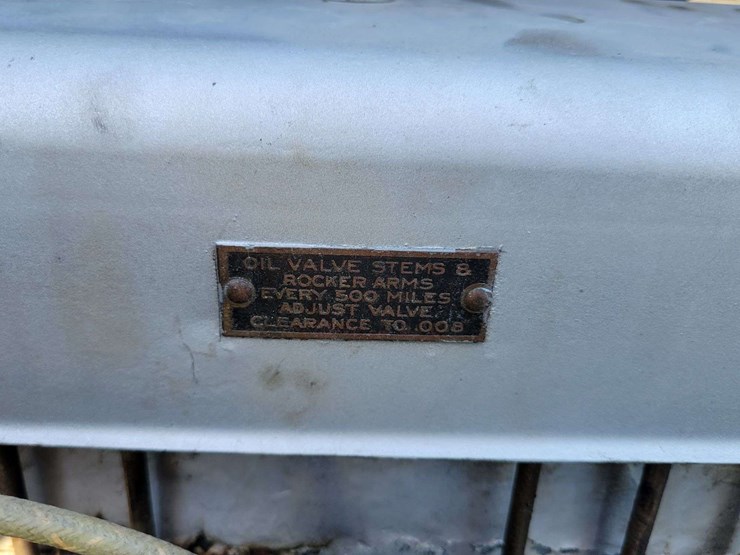 OIL VALVE STEMS &
ROCKER ARMS
EVERY 500 MILES
ADJUST VALVE
CLEARANCE TO .008